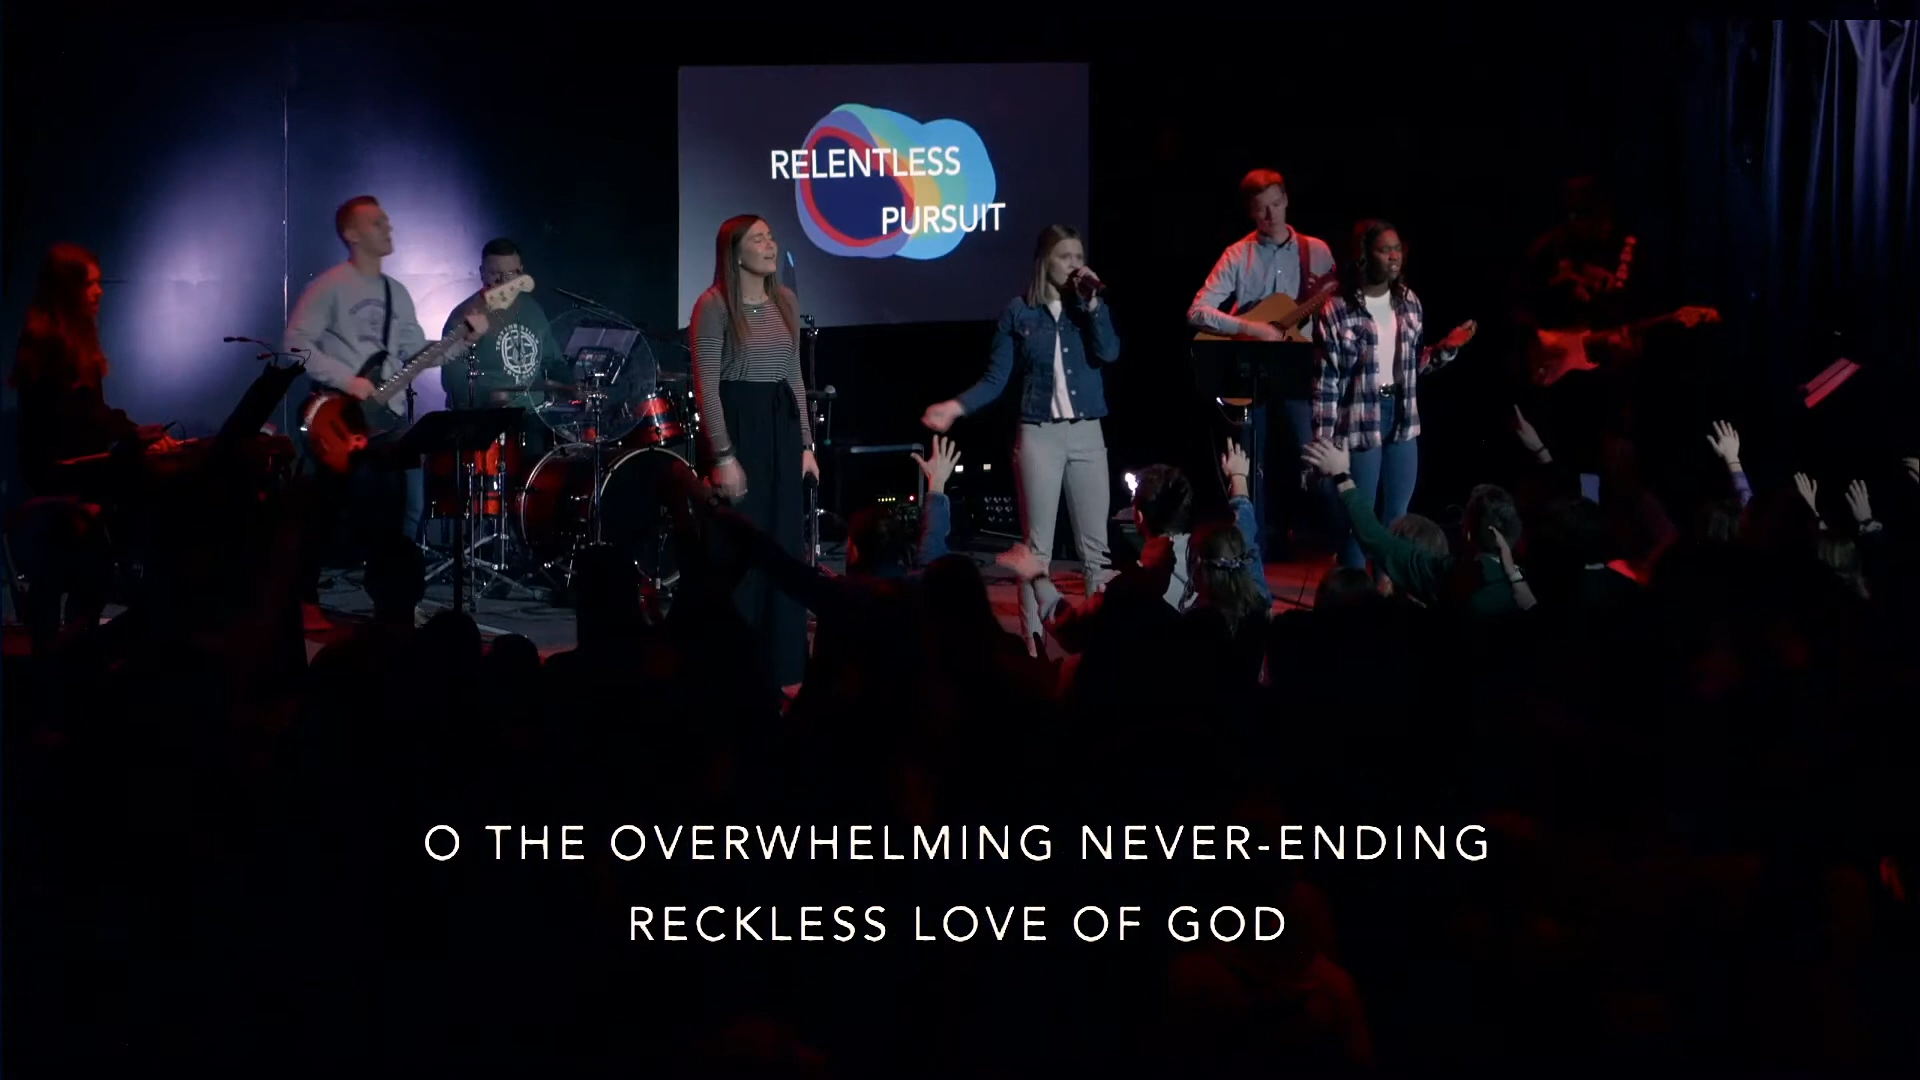 RELENTLESS
PURSUIT
O THE OVERWHELMING NEVER-ENDING
RECKLESS LOVE OF GOD